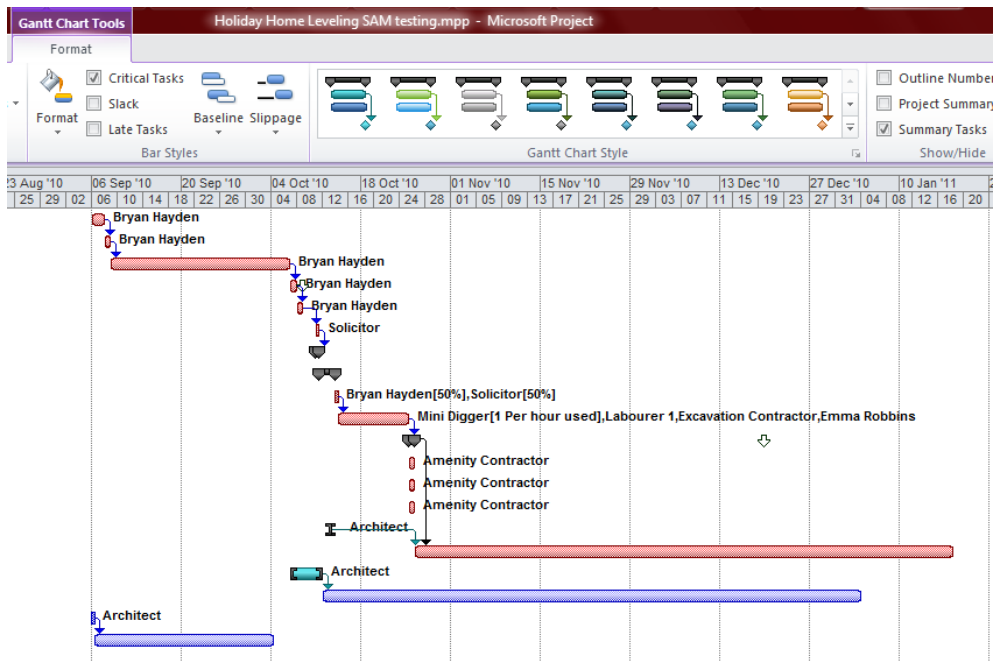 Gantt Chart Tools
Holiday Home Leveling SAM testing.mpp - Microsoft Project
Format
Format
Critical Tasks
Slack
Late Tasks
Baseline Slippage
Bar Styles
Gantt Chart Style
Outline Number
Project Summary
Summary Tasks
Show/Hide
23 Aug '10 06 Sep '10 20 Sep '10 04 Oct '10 18 Oct '10 01 Nov '10 15 Nov '10 29 Nov '10 13 Dec '10 27 Dec '10 10 Jan '11
25 29 02 06 10 14 18 22 26 30 04 08 12 16 20 24 28 01 05 09 13 17 21 25 29 03 07 11 15 19 23 27 31 04 08 12 16 20
Bryan Hayden
Bryan Hayden
Bryan Hayden
Bryan Hayden
Bryan Hayden
Solicitor
Bryan Hayden[50%],Solicitor[50%]
Mini Digger[1 Per hour used],Labourer 1,Excavation Contractor,Emma Robbins
Amenity Contractor
Amenity Contractor
Amenity Contractor
Architect
Architect
Architect